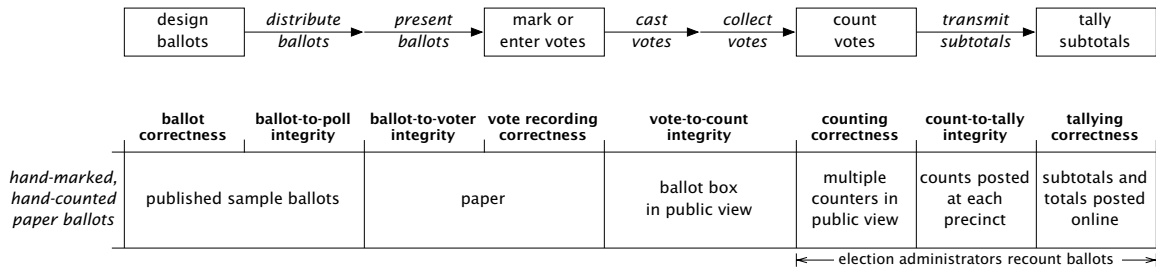 design
ballots
distribute
ballots
present
ballots
mark or
enter votes
cast
votes
collect
votes
count
votes
transmit
subtotals
tally
subtotals
ballot
correctness
ballot-to-poll
integrity
ballot-to-voter
integrity
vote recording
correctness
vote-to-count
integrity
counting
correctness
count-to-tally
integrity
tallying
correctness
hand-marked,
hand-counted
paper ballots
published sample ballots
paper
ballot box
in public view
multiple
counters in
public view
counts posted
at each
precinct
subtotals and
totals posted
online
election administrators recount ballots